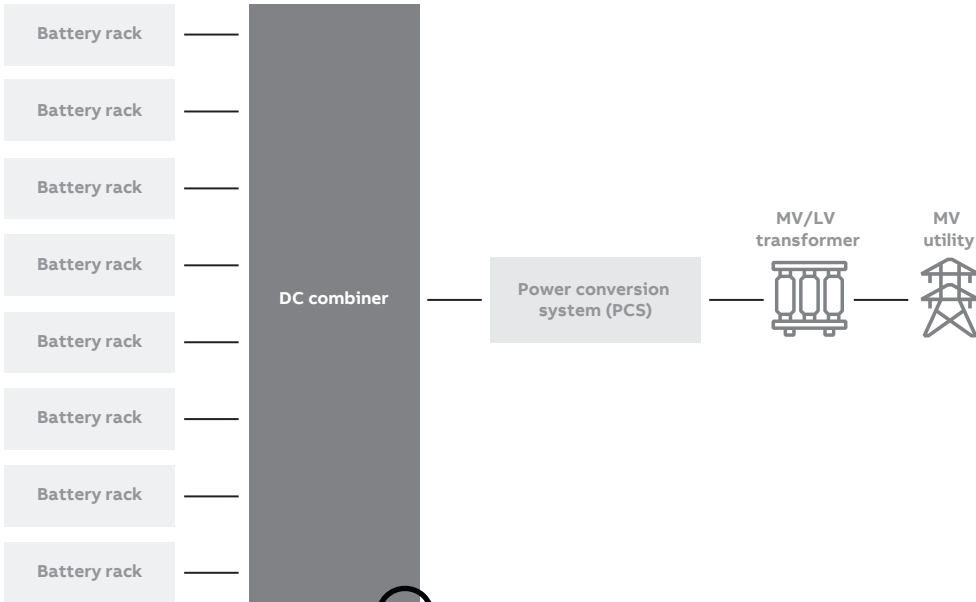 Battery rack
Battery rack
Battery rack
Battery rack
Battery rack
Battery rack
Battery rack
Battery rack
DC combiner
Power conversion
system (PCS)
MV/LV
transformer
MV
utility